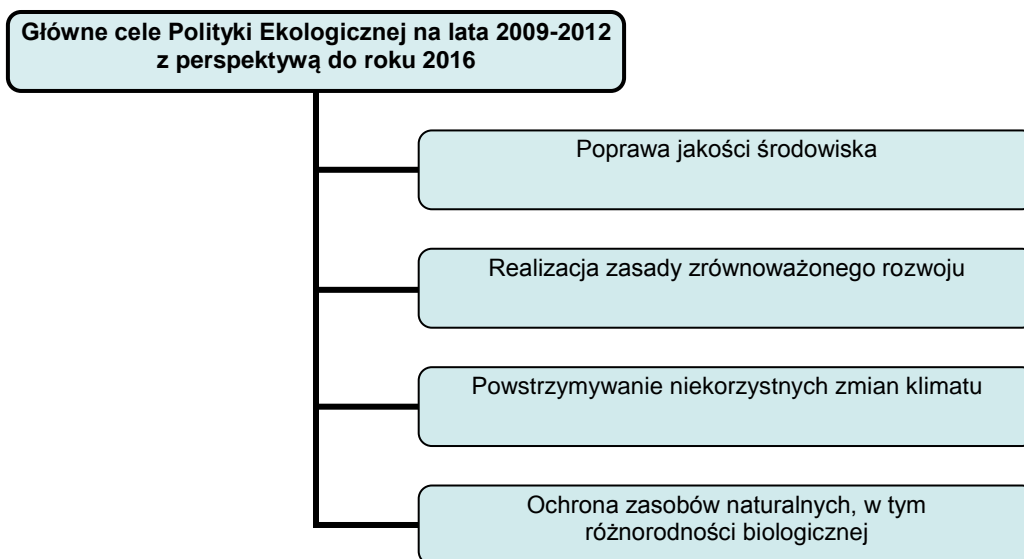 Główne cele Polityki Ekologicznej na lata 2009-2012
z perspektywą do roku 2016
Poprawa jakości środowiska
Realizacja zasady zrównoważonego rozwoju
Powstrzymywanie niekorzystnych zmian klimatu
Ochrona zasobów naturalnych, w tym
różnorodności biologicznej